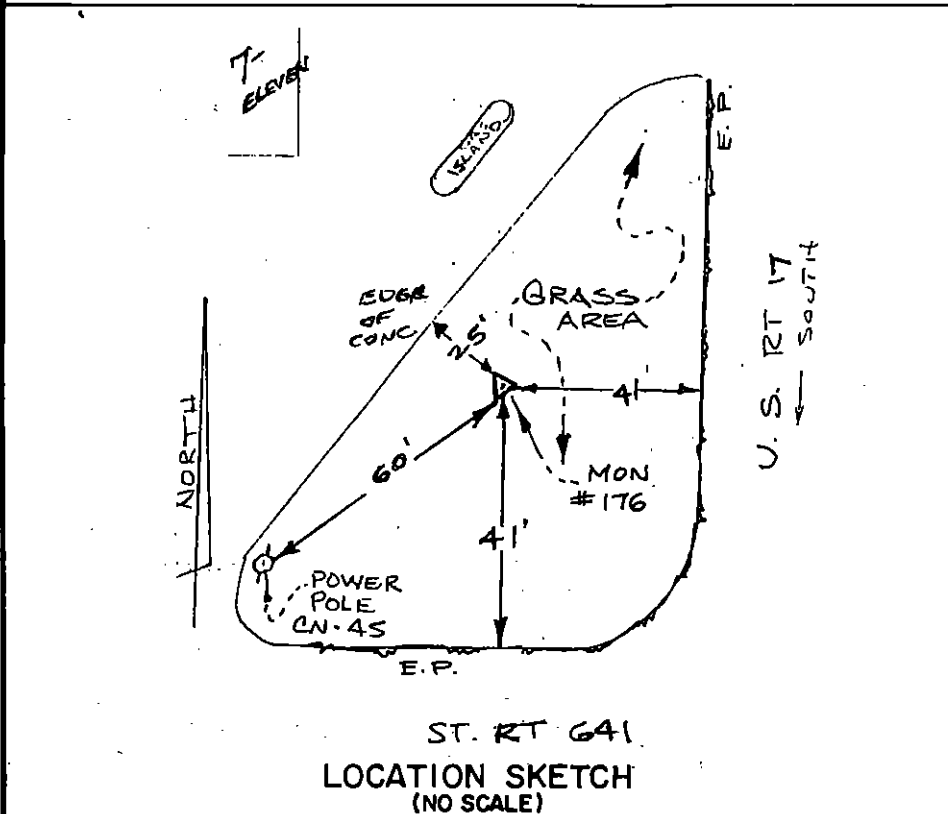 7-
ELEVEN
ISLAND
E.P.
EDGE
OF
CONC.
25'
GRASS
AREA
U.S. RT 17
SOUTH
41'
NORTH
60'
MON
#176
41'
POWER
POLE
CN-45
E.P.
ST. RT 641
LOCATION SKETCH
(NO SCALE)